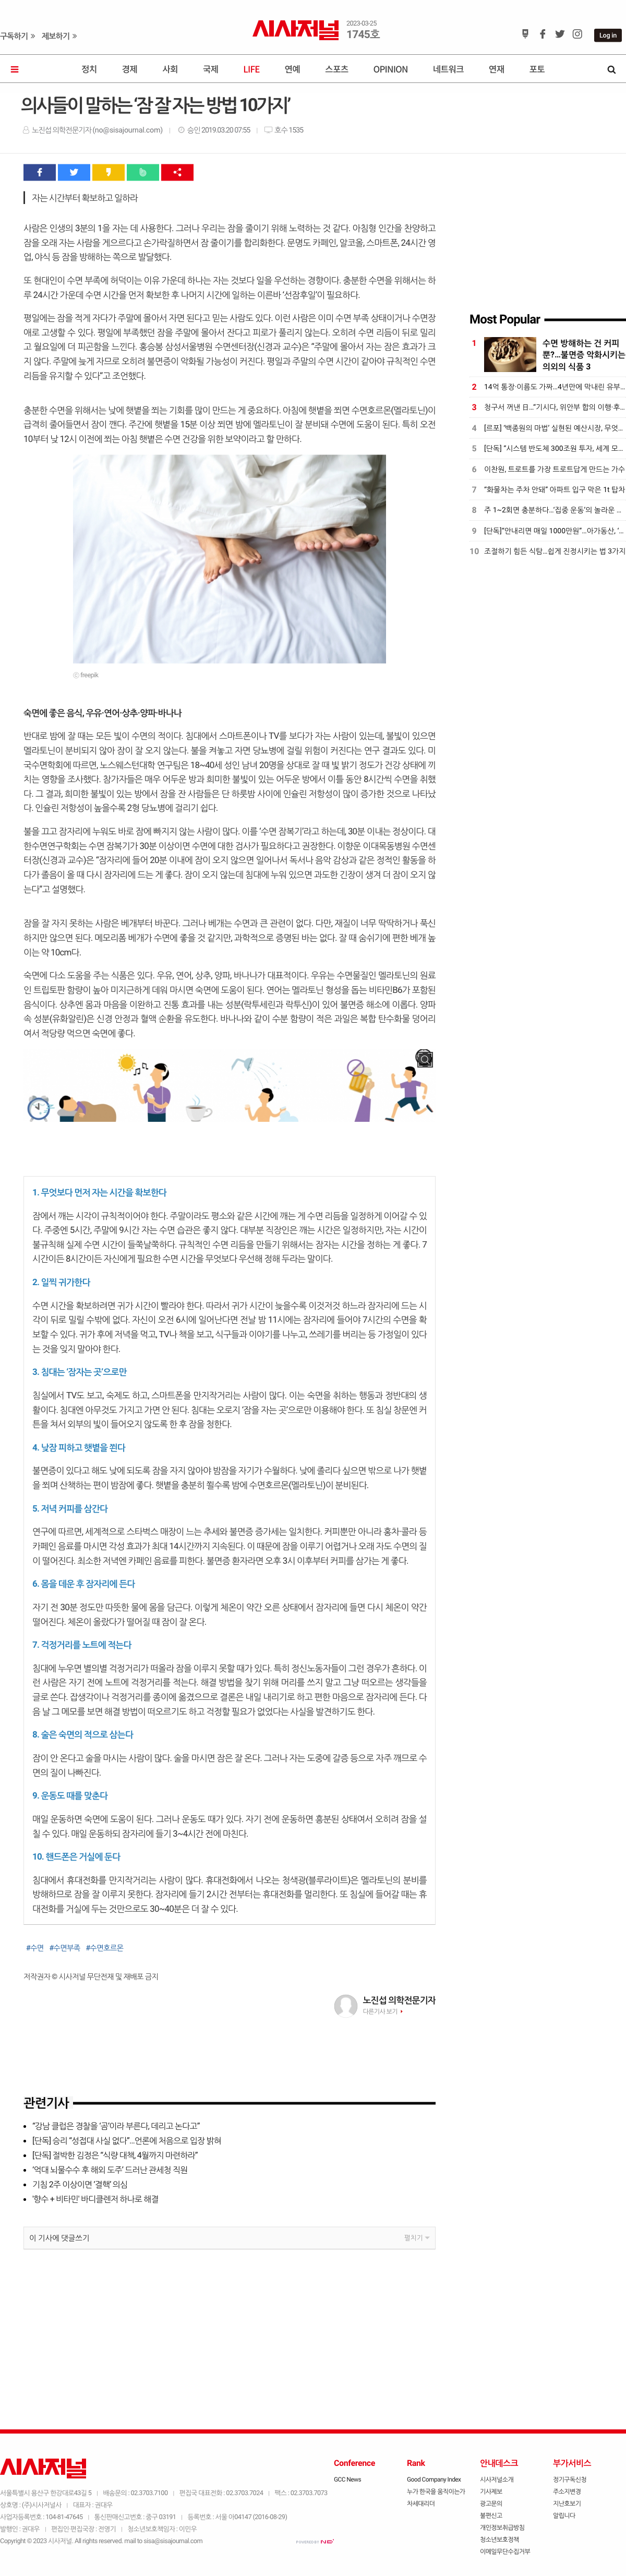 구독하기 »
제보하기 »
시사저널
2023-03-25
1745호
Log in
정치
경제
사회
국제
LIFE
연예
스포츠
OPINION
네트워크
연재
포토
의사들이 말하는 ‘잠 잘 자는 방법 10가지’
노진섭 의학전문기자 (no@sisajournal.com)
승인 2019.03.20 07:55
호수 1535
자는 시간부터 확보하고 일하라
사람은 인생의 3분의 1을 자는 데 사용한다. 그러나 우리는 잠을 줄이기 위해 노력하는 것 같다. 아침형 인간을 찬양하고
잠을 오래 자는 사람을 게으르다고 손가락질하면서 잠 줄이기를 합리화한다. 문명도 카페인, 알코올, 스마트폰, 24시간 영
업, 야식 등 잠을 방해하는 쪽으로 발달했다.
또 현대인이 수면 부족에 허덕이는 이유 가운데 하나는 자는 것보다 일을 우선하는 경향이다. 충분한 수면을 위해서는 하
루 24시간 가운데 수면 시간을 먼저 확보한 후 나머지 시간에 일하는 이른바 ‘선잠후일’이 필요하다.
평일에는 잠을 적게 자다가 주말에 몰아서 자면 된다고 믿는 사람도 있다. 이런 사람은 이미 수면 부족 상태이거나 수면장
애로 고생할 수 있다. 평일에 부족했던 잠을 주말에 몰아서 잔다고 피로가 풀리지 않는다. 오히려 수면 리듬이 뒤로 밀리
고 월요일에 더 피곤함을 느낀다. 홍승봉 삼성서울병원 수면센터장(신경과 교수)은 “주말에 몰아서 자는 잠은 효과가 크
지 않다. 주말에 늦게 자므로 오히려 불면증이 악화될 가능성이 커진다. 평일과 주말의 수면 시간이 같아야 규칙적인 수면
리듬을 유지할 수 있다”고 조언했다.
충분한 수면을 위해서는 낮에 햇볕을 쬐는 기회를 많이 만드는 게 중요하다. 아침에 햇볕을 쬐면 수면호르몬(멜라토닌)이
급격히 줄어들면서 잠이 깬다. 주간에 햇볕을 15분 이상 쬐면 밤에 멜라토닌이 잘 분비돼 수면에 도움이 된다. 특히 오전
10부터 낮 12시 이전에 쬐는 아침 햇볕은 수면 건강을 위한 보약이라고 할 만하다.
ⓒ freepik
숙면에 좋은 음식, 우유·연어·상추·양파·바나나
반대로 밤에 잘 때는 모든 빛이 수면의 적이다. 침대에서 스마트폰이나 TV를 보다가 자는 사람이 있는데, 불빛이 있으면
멜라토닌이 분비되지 않아 잠이 잘 오지 않는다. 불을 켜놓고 자면 당뇨병에 걸릴 위험이 커진다는 연구 결과도 있다. 미
국수면학회에 따르면, 노스웨스턴대학 연구팀은 18~40세 성인 남녀 20명을 상대로 잘 때 빛 밝기 정도가 건강 상태에 끼
치는 영향을 조사했다. 참가자들은 매우 어두운 방과 희미한 불빛이 있는 어두운 방에서 이틀 동안 8시간씩 수면을 취했
다. 그 결과, 희미한 불빛이 있는 방에서 잠을 잔 사람들은 단 하룻밤 사이에 인슐린 저항성이 많이 증가한 것으로 나타났
다. 인슐린 저항성이 높을수록 2형 당뇨병에 걸리기 쉽다.
불을 끄고 잠자리에 누워도 바로 잠에 빠지지 않는 사람이 많다. 이를 ‘수면 잠복기’라고 하는데, 30분 이내는 정상이다. 대
한수면연구학회는 수면 잠복기가 30분 이상이면 수면에 대한 검사가 필요하다고 권장한다. 이향운 이대목동병원 수면센
터장(신경과 교수)은 “잠자리에 들어 20분 이내에 잠이 오지 않으면 일어나서 독서나 음악 감상과 같은 정적인 활동을 하
다가 졸음이 올 때 다시 잠자리에 드는 게 좋다. 잠이 오지 않는데 침대에 누워 있으면 과도한 긴장이 생겨 더 잠이 오지 않
는다”고 설명했다.
잠을 잘 자지 못하는 사람은 베개부터 바꾼다. 그러나 베개는 수면과 큰 관련이 없다. 다만, 재질이 너무 딱딱하거나 푹신
하지만 않으면 된다. 메모리폼 베개가 수면에 좋을 것 같지만, 과학적으로 증명된 바는 없다. 잘 때 숨쉬기에 편한 베개 높
이는 약 10cm다.
숙면에 다소 도움을 주는 식품은 있다. 우유, 연어, 상추, 양파, 바나나가 대표적이다. 우유는 수면물질인 멜라토닌의 원료
인 트립토판 함량이 높아 미지근하게 데워 마시면 숙면에 도움이 된다. 연어는 멜라토닌 형성을 돕는 비타민B6가 포함된
음식이다. 상추엔 몸과 마음을 이완하고 진통 효과를 내는 성분(락투세린과 락투신)이 있어 불면증 해소에 이롭다. 양파
속 성분(유화알린)은 신경 안정과 혈액 순환을 유도한다. 바나나와 같이 수분 함량이 적은 과일은 복합 탄수화물 덩어리
여서 적당량 먹으면 숙면에 좋다.
1. 무엇보다 먼저 자는 시간을 확보한다
잠에서 깨는 시각이 규칙적이어야 한다. 주말이라도 평소와 같은 시간에 깨는 게 수면 리듬을 일정하게 이어갈 수 있
다. 주중엔 5시간, 주말에 9시간 자는 수면 습관은 좋지 않다. 대부분 직장인은 깨는 시간은 일정하지만, 자는 시간이
불규칙해 실제 수면 시간이 들쭉날쭉하다. 규칙적인 수면 리듬을 만들기 위해서는 잠자는 시간을 정하는 게 좋다. 7
시간이든 8시간이든 자신에게 필요한 수면 시간을 무엇보다 우선해 정해 두라는 말이다.
2. 일찍 귀가한다
수면 시간을 확보하려면 귀가 시간이 빨라야 한다. 따라서 귀가 시간이 늦을수록 이것저것 하느라 잠자리에 드는 시
각이 뒤로 밀릴 수밖에 없다. 자신이 오전 6시에 일어난다면 전날 밤 11시에는 잠자리에 들어야 7시간의 수면을 확
보할 수 있다. 귀가 후에 저녁을 먹고, TV나 책을 보고, 식구들과 이야기를 나누고, 쓰레기를 버리는 등 가정일이 있다
는 것을 잊지 말아야 한다.
3. 침대는 ‘잠자는 곳’으로만
침실에서 TV도 보고, 숙제도 하고, 스마트폰을 만지작거리는 사람이 많다. 이는 숙면을 취하는 행동과 정반대의 생
활이다. 침대엔 아무것도 가지고 가면 안 된다. 침대는 오로지 ‘잠을 자는 곳’으로만 이용해야 한다. 또 침실 창문엔 커
튼을 쳐서 외부의 빛이 들어오지 않도록 한 후 잠을 청한다.
4. 낮잠 피하고 햇볕을 쬔다
불면증이 있다고 해도 낮에 되도록 잠을 자지 않아야 밤잠을 자기가 수월하다. 낮에 졸리다 싶으면 밖으로 나가 햇볕
을 쬐며 산책하는 편이 밤잠에 좋다. 햇볕을 충분히 쬘수록 밤에 수면호르몬(멜라토닌)이 분비된다.
5. 저녁 커피를 삼간다
연구에 따르면, 세계적으로 스타벅스 매장이 느는 추세와 불면증 증가세는 일치한다. 커피뿐만 아니라 홍차·콜라 등
카페인 음료를 마시면 각성 효과가 최대 14시간까지 지속된다. 이 때문에 잠을 이루기 어렵거나 오래 자도 수면의 질
이 떨어진다. 최소한 저녁엔 카페인 음료를 피한다. 불면증 환자라면 오후 3시 이후부터 커피를 삼가는 게 좋다.
6. 몸을 데운 후 잠자리에 든다
자기 전 30분 정도만 따뜻한 물에 몸을 담근다. 이렇게 체온이 약간 오른 상태에서 잠자리에 들면 다시 체온이 약간
떨어진다. 체온이 올랐다가 떨어질 때 잠이 잘 온다.
7. 걱정거리를 노트에 적는다
침대에 누우면 별의별 걱정거리가 떠올라 잠을 이루지 못할 때가 있다. 특히 정신노동자들이 그런 경우가 흔하다. 이
런 사람은 자기 전에 노트에 걱정거리를 적는다. 해결 방법을 찾기 위해 머리를 쓰지 말고 그냥 떠오르는 생각들을
글로 쓴다. 잡생각이나 걱정거리를 종이에 옮겼으므로 결론은 내일 내리기로 하고 편한 마음으로 잠자리에 든다. 다
음 날 그 메모를 보면 해결 방법이 떠오르기도 하고 걱정할 필요가 없었다는 사실을 발견하기도 한다.
8. 술은 숙면의 적으로 삼는다
잠이 안 온다고 술을 마시는 사람이 많다. 술을 마시면 잠은 잘 온다. 그러나 자는 도중에 갈증 등으로 자주 깨므로 수
면의 질이 나빠진다.
9. 운동도 때를 맞춘다
매일 운동하면 숙면에 도움이 된다. 그러나 운동도 때가 있다. 자기 전에 운동하면 흥분된 상태여서 오히려 잠을 설
칠 수 있다. 매일 운동하되 잠자리에 들기 3~4시간 전에 마친다.
10. 핸드폰은 거실에 둔다
침대에서 휴대전화를 만지작거리는 사람이 많다. 휴대전화에서 나오는 청색광(블루라이트)은 멜라토닌의 분비를
방해하므로 잠을 잘 이루지 못한다. 잠자리에 들기 2시간 전부터는 휴대전화를 멀리한다. 또 침실에 들어갈 때는 휴
대전화를 거실에 두는 것만으로도 30~40분은 더 잘 수 있다.
#수면 #수면부족 #수면호르몬
저작권자 © 시사저널 무단전재 및 재배포 금지
노진섭 의학전문기자
다른기사 보기
관련기사
“강남 클럽은 경찰을 ‘곰’이라 부른다, 데리고 논다고”
[단독] 승리 “성접대 사실 없다”…언론에 처음으로 입장 밝혀
[단독] 절박한 김정은 “식량 대책, 4월까지 마련하라”
‘억대 뇌물수수 후 해외 도주’ 드러난 관세청 직원
기침 2주 이상이면 ‘결핵’ 의심
‘향수 + 비타민’ 바디클렌저 하나로 해결
이 기사에 댓글쓰기
펼치기
Most Popular
1 수면 방해하는 건 커피
뿐?…불면증 악화시키는
의외의 식품 3
2 14억 통장·이름도 가짜…4년만에 막내린 유부…
3 청구서 꺼낸 日…“기시다, 위안부 합의 이행·후…
4 [르포] ‘백종원의 마법’ 실현된 예산시장, 무엇…
5 [단독] “시스템 반도체 300조원 투자, 세계 모…
6 이찬원, 트로트를 가장 트로트답게 만드는 가수
7 “화물차는 주차 안돼” 아파트 입구 막은 1t 탑차
8 주 1~2회면 충분하다…‘집중 운동’의 놀라운 …
9 [단독]“안내리면 매일 1000만원”…아가동산, ‘…
10 조절하기 힘든 식탐…쉽게 진정시키는 법 3가지
시사저널
서울특별시 용산구 한강대로43길 5
배송문의 : 02.3703.7100
편집국 대표전화 : 02.3703.7024
팩스 : 02.3703.7073
상호명 : (주)시사저널사
대표자 : 권대우
사업자등록번호 : 104-81-47645
통신판매신고번호 : 중구 03191
등록번호 : 서울 아04147 (2016-08-29)
발행인 : 권대우
편집인·편집국장 : 전영기
청소년보호책임자 : 이민우
Copyright © 2023 시사저널. All rights reserved. mail to sisa@sisajournal.com
POWERED BY ND
Conference
GCC News
Rank
Good Company Index
누가 한국을 움직이는가
차세대리더
안내데스크
시사저널소개
기사제보
광고문의
불편신고
개인정보취급방침
청소년보호정책
이메일무단수집거부
부가서비스
정기구독신청
주소지변경
지난호보기
알립니다